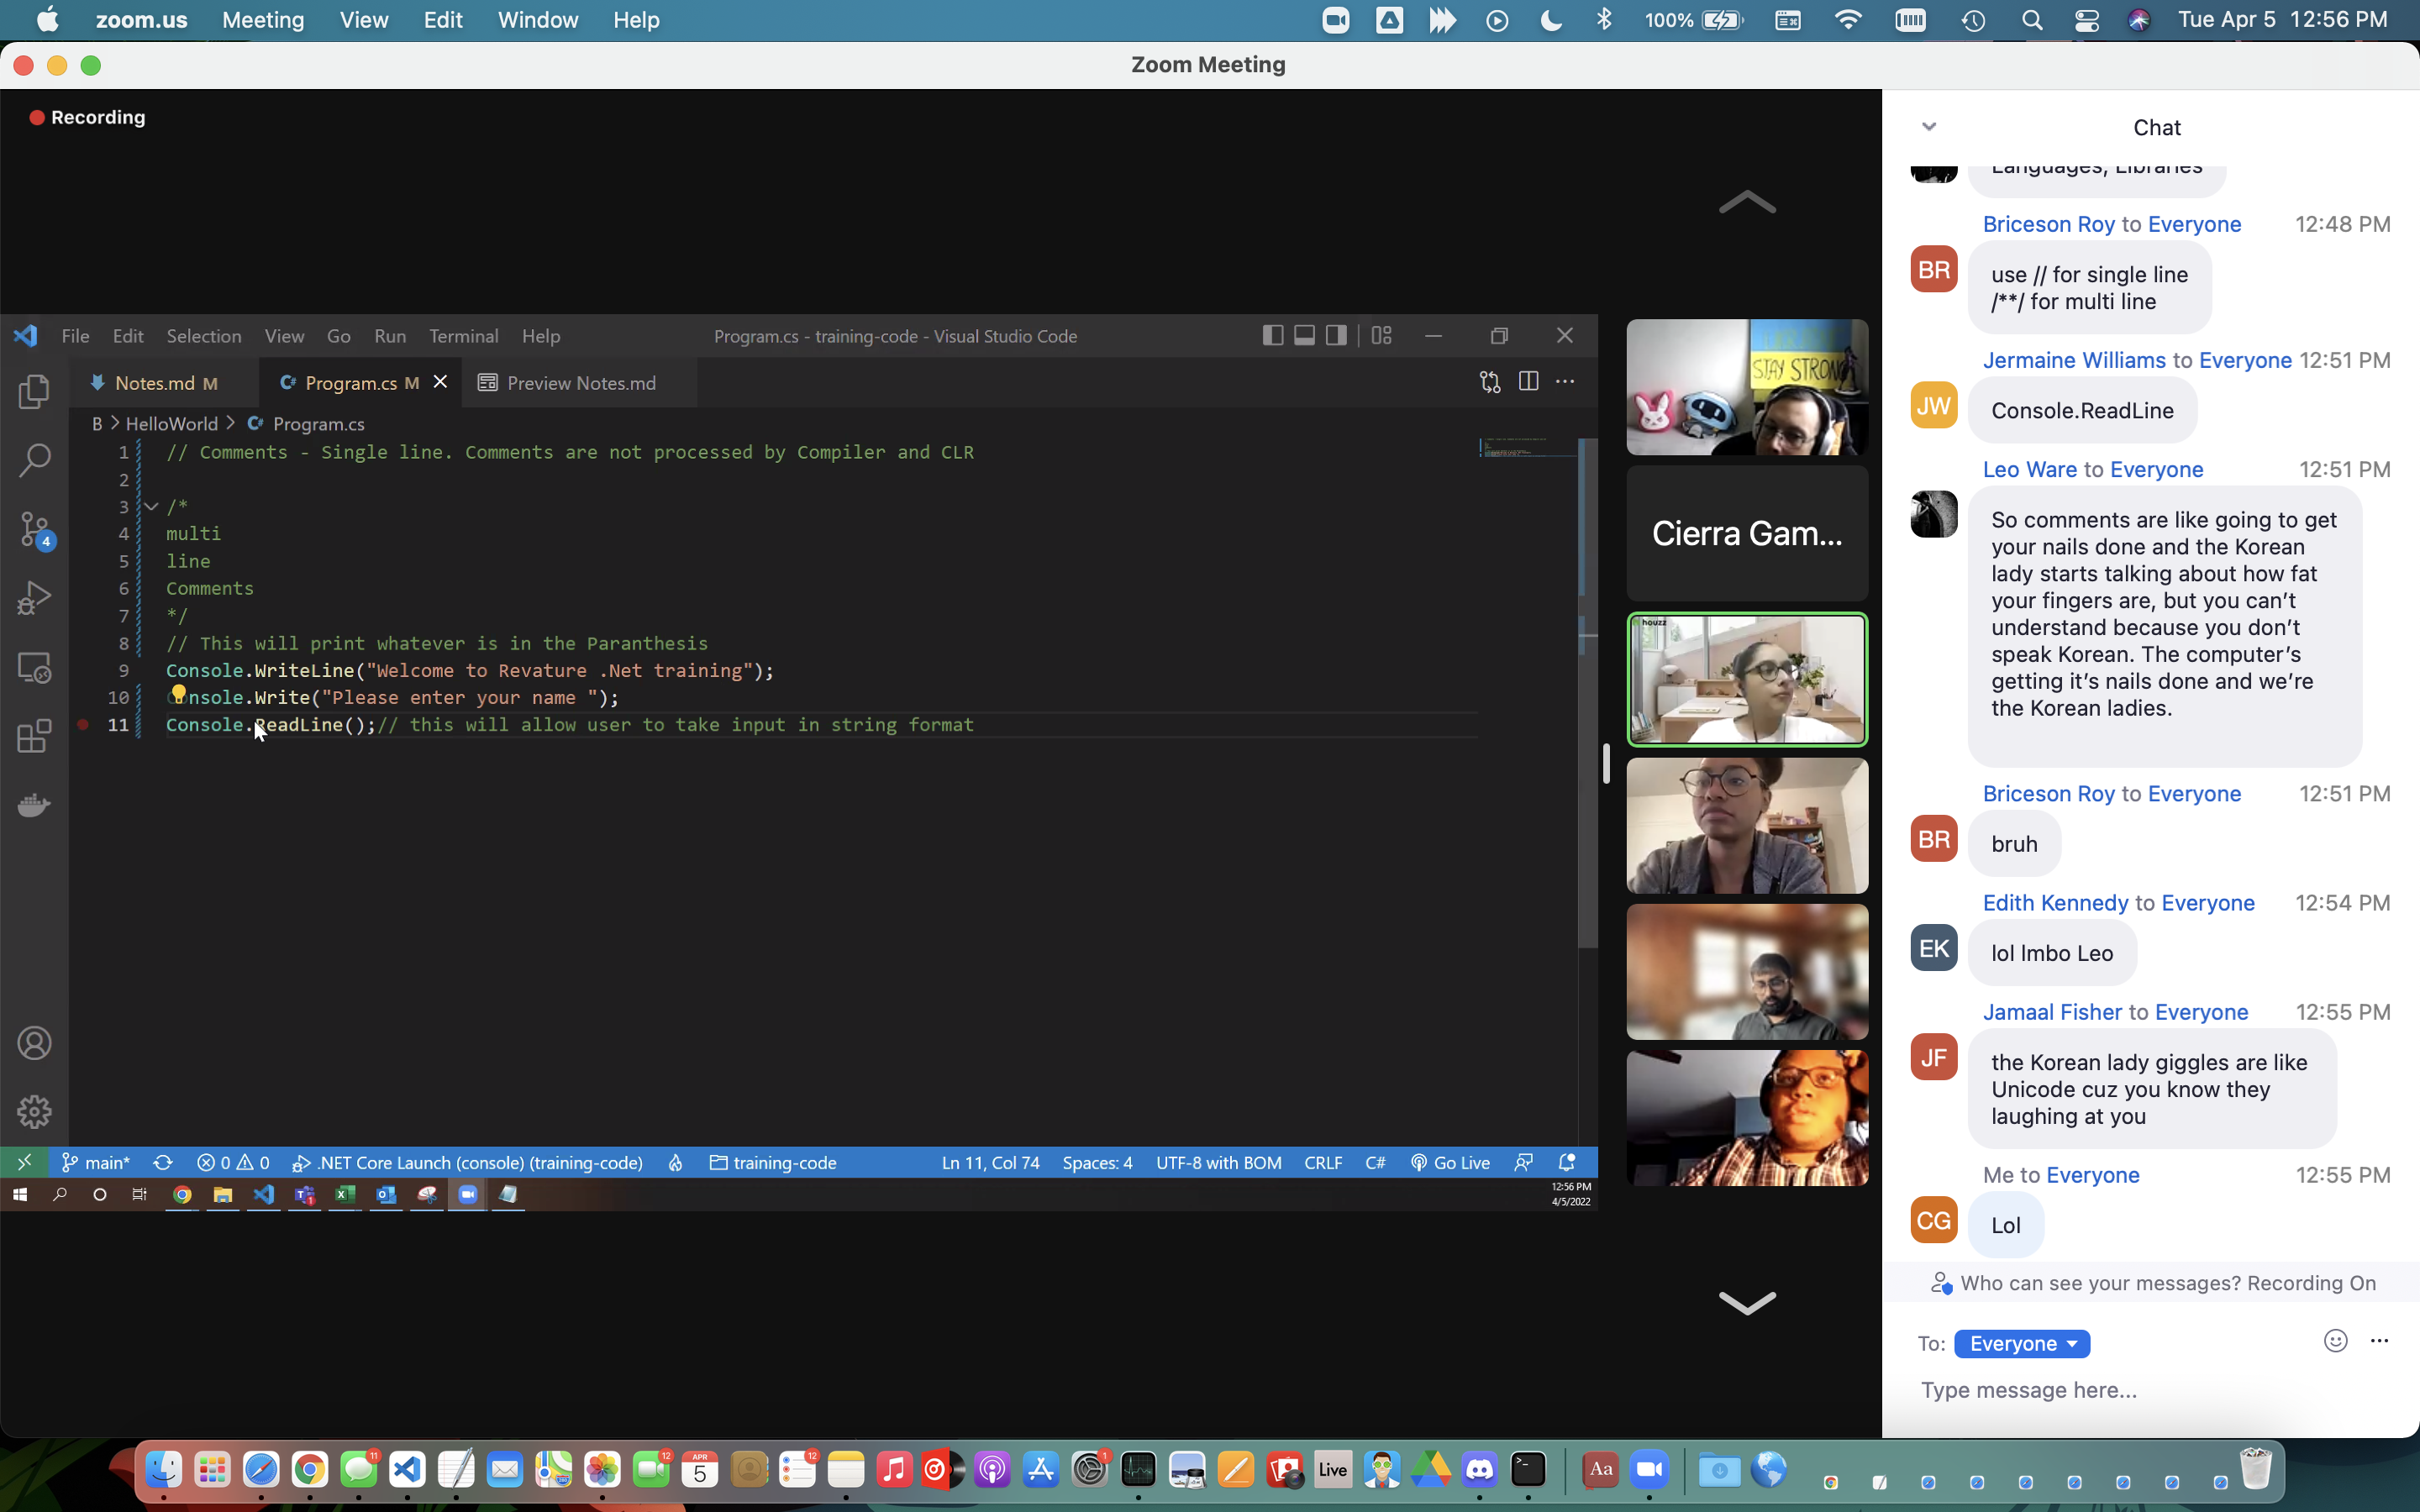 zoom.us Meeting View Edit Window Help
100% Tue Apr 5 12:56 PM
Zoom Meeting
Recording
File Edit Selection View Go Run Terminal Help
Program.cs - training-code - Visual Studio Code
Notes.md M Program.cs M Preview Notes.md
B > HelloWorld > Program.cs
1 // Comments - Single line. Comments are not processed by Compiler and CLR
2
3 /*
4 multi
5 line
6 Comments
7 */
8 // This will print whatever is in the Paranthesis
9 Console.WriteLine("Welcome to Revature .Net training");
10 Console.Write("Please enter your name ");
11 Console.ReadLine();// this will allow user to take input in string format
4
main* 0 0 .NET Core Launch (console) (training-code) training-code
Ln 11, Col 74 Spaces: 4 UTF-8 with BOM CRLF C# Go Live
12:56 PM
4/5/2022
STAY STRONG
Cierra Gam...
houzz
Chat
Languages, Libraries
Briceson Roy to Everyone 12:48 PM
BR
use // for single line
/**/ for multi line
Jermaine Williams to Everyone 12:51 PM
JW
Console.ReadLine
Leo Ware to Everyone 12:51 PM
So comments are like going to get
your nails done and the Korean
lady starts talking about how fat
your fingers are, but you can't
understand because you don't
speak Korean. The computer's
getting it's nails done and we're
the Korean ladies.
Briceson Roy to Everyone 12:51 PM
BR
bruh
Edith Kennedy to Everyone 12:54 PM
EK
lol lmbo Leo
Jamaal Fisher to Everyone 12:55 PM
JF
the Korean lady giggles are like
Unicode cuz you know they
laughing at you
Me to Everyone 12:55 PM
CG
Lol
Who can see your messages? Recording On
To: Everyone
Type message here...
11 12 APR 5 12 1 Live Aa